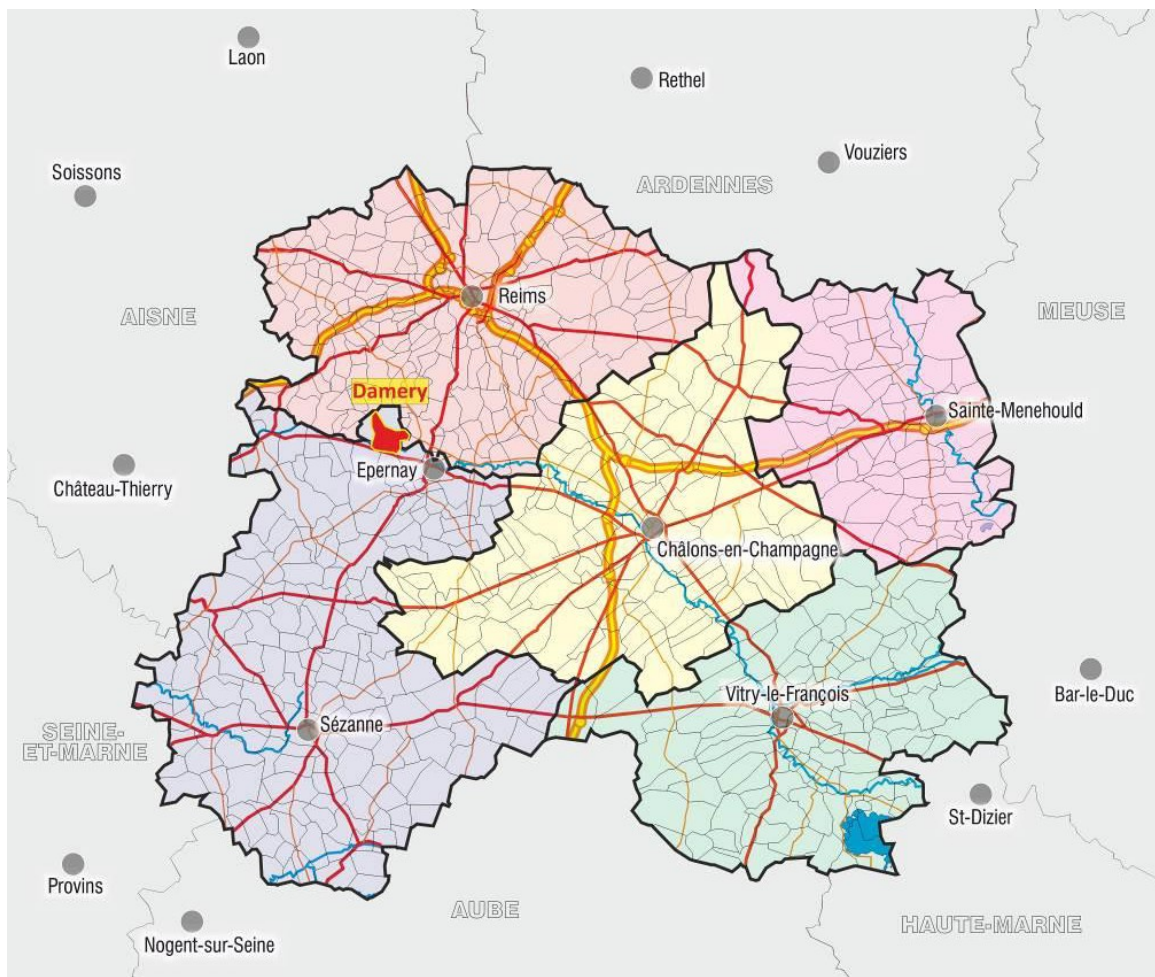 Laon
Rethel
Vouziers
Soissons
ARDENNES
Reims
AISNE
MEUSE
Damery
Sainte-Menehould
Epernay
Château-Thierry
Châlons-en-Champagne
Bar-le-Duc
Vitry-le-François
Sézanne
SEINE-
ET-MARNE
St-Dizier
Provins
AUBE
HAUTE-MARNE
Nogent-sur-Seine